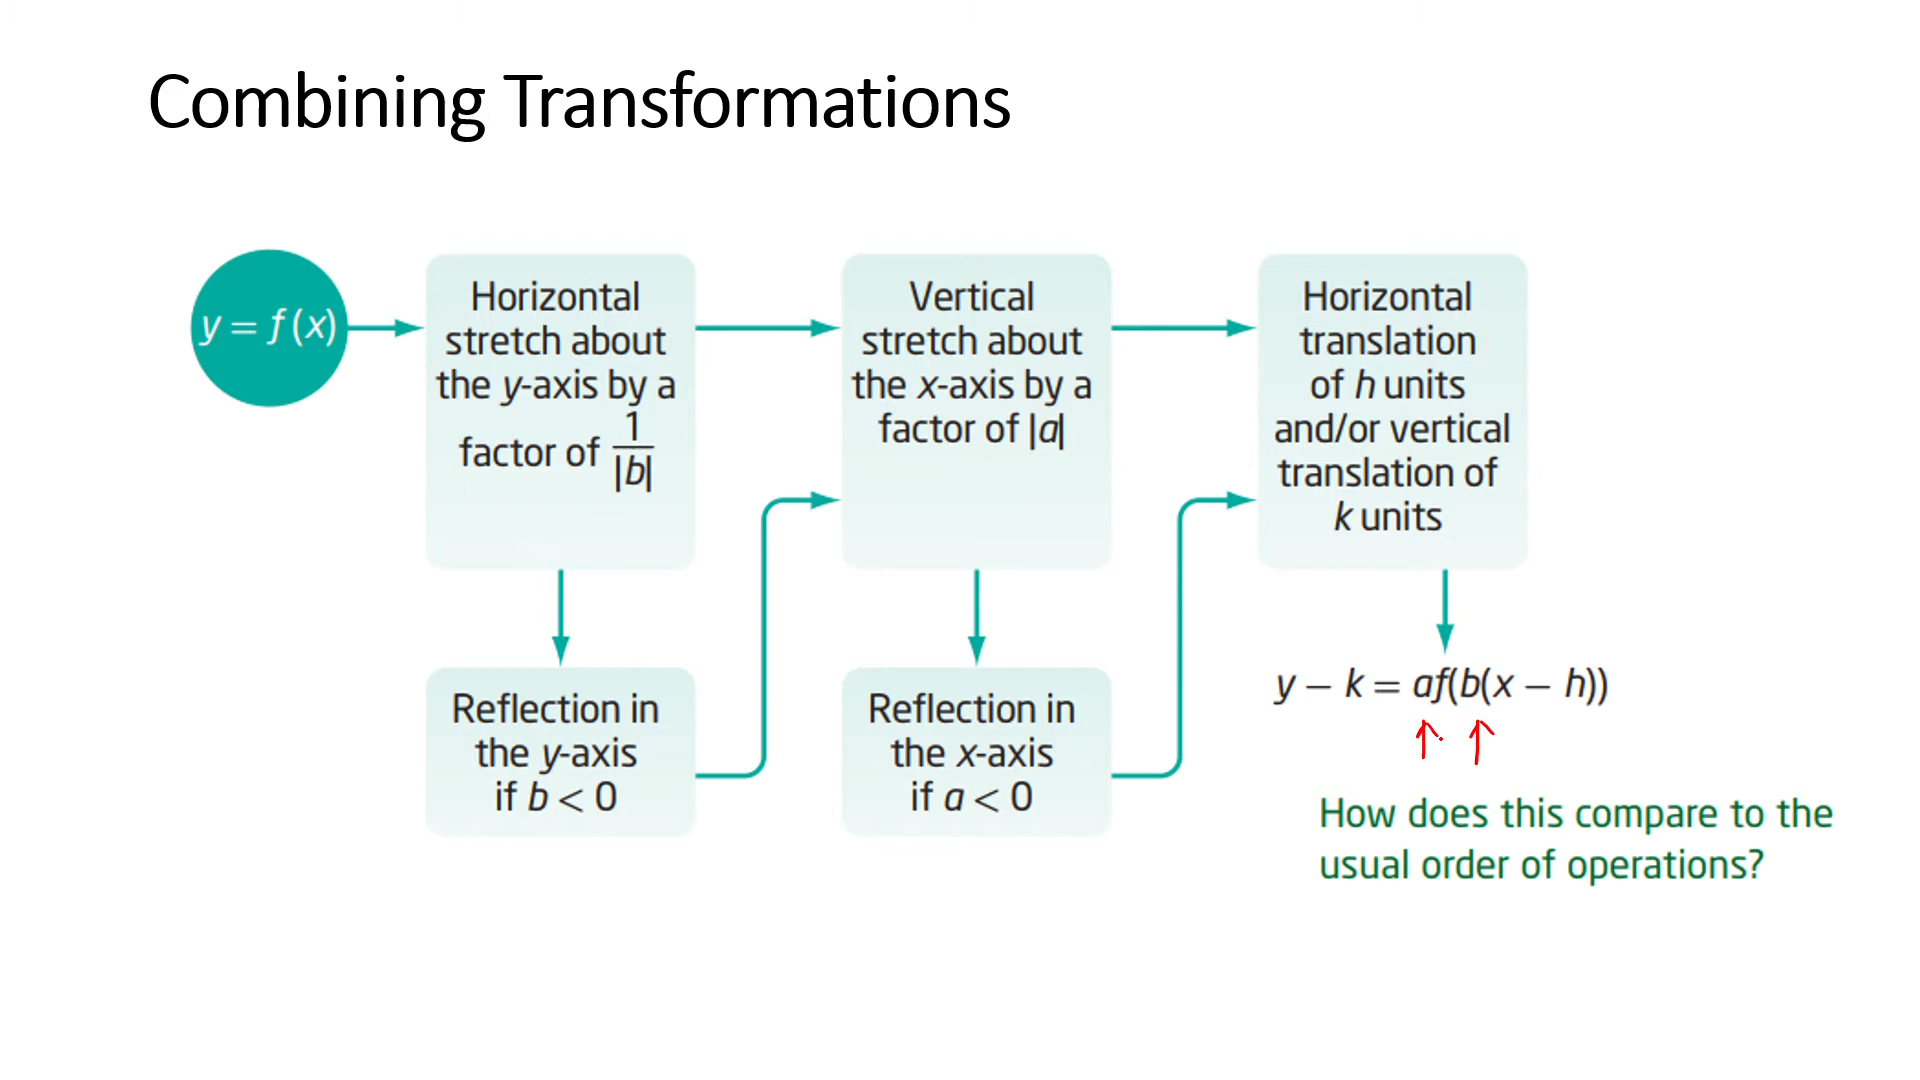 Combining Transformations
y = f(x)
Horizontal
stretch about
the y-axis by a
factor of 1/|b|
Vertical
stretch about
the x-axis by a
factor of |a|
Horizontal
translation
of h units
and/or vertical
translation of
k units
Reflection in
the y-axis
if b < 0
Reflection in
the x-axis
if a < 0
y – k = af(b(x – h))
How does this compare to the
usual order of operations?